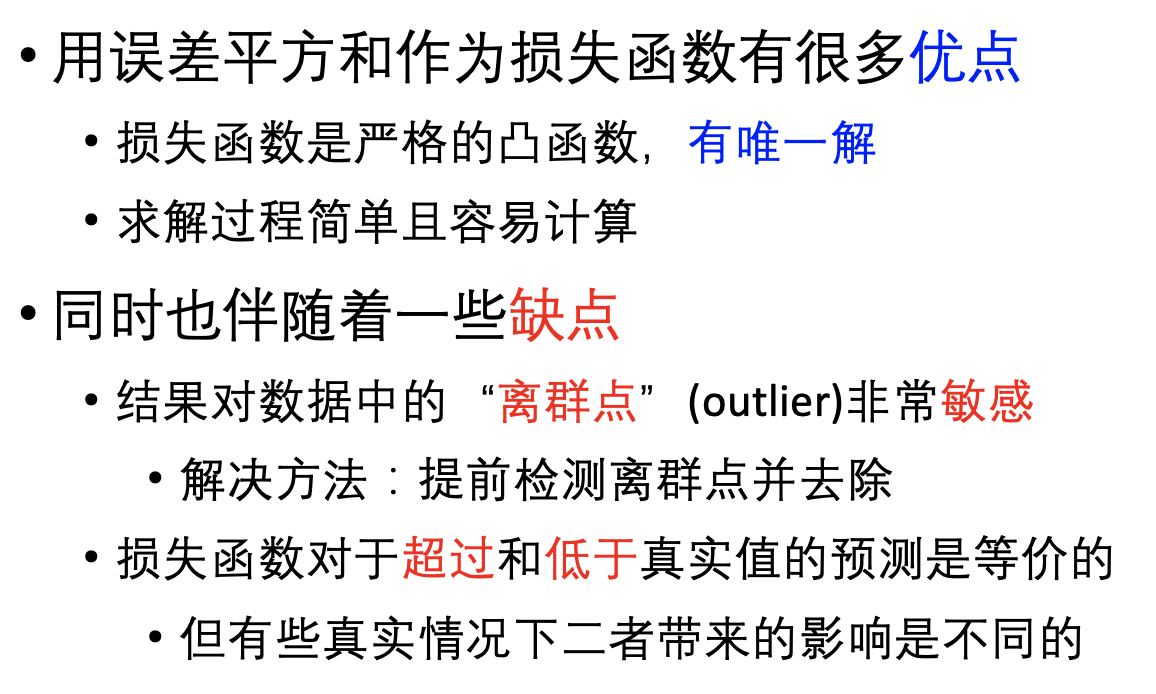 • 用误差平方和作为损失函数有很多优点
• 损失函数是严格的凸函数, 有唯一解
• 求解过程简单且容易计算
• 同时也伴随着一些缺点
• 结果对数据中的 “离群点” (outlier)非常敏感
• 解决方法：提前检测离群点并去除
• 损失函数对于超过和低于真实值的预测是等价的
• 但有些真实情况下二者带来的影响是不同的